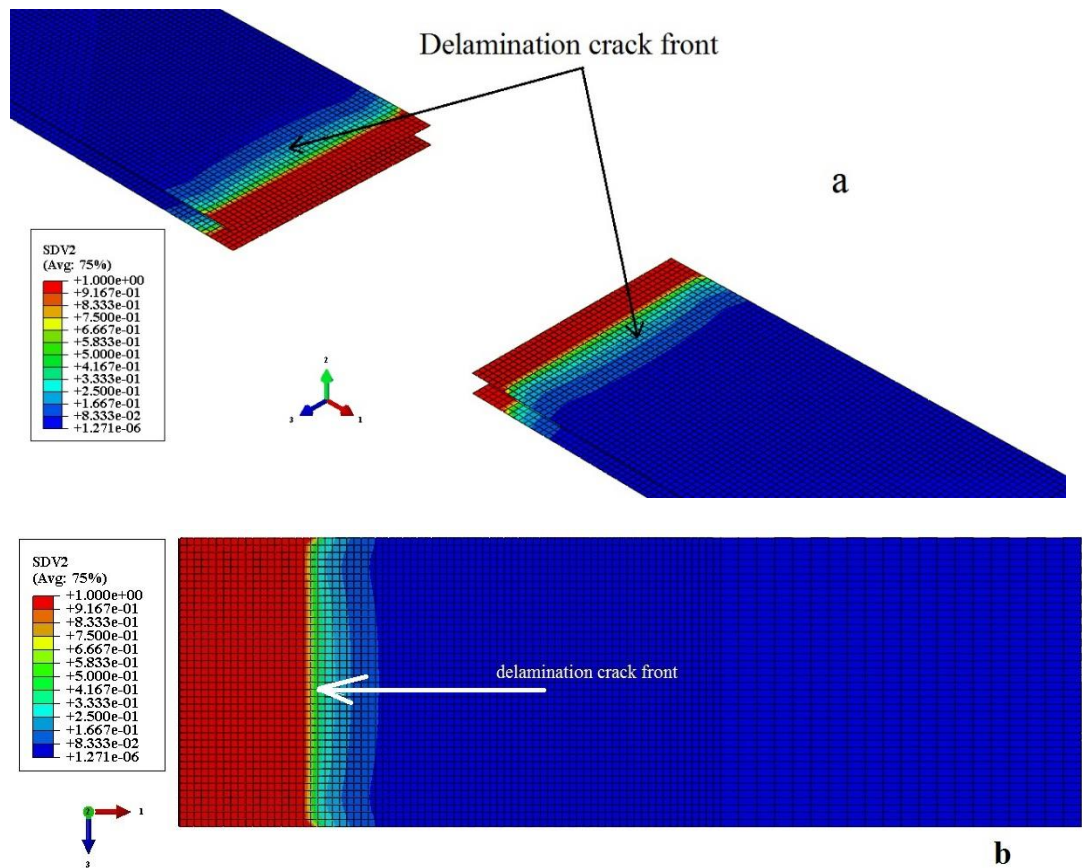 Delamination crack front
a
SDV2
(Avg: 75%)
+1.000e+00
+9.167e-01
+8.333e-01
+7.500e-01
+6.667e-01
+5.833e-01
+5.000e-01
+4.167e-01
+3.333e-01
+2.500e-01
+1.667e-01
+8.333e-02
+1.271e-06
2
3
1
SDV2
(Avg: 75%)
+1.000e+00
+9.167e-01
+8.333e-01
+7.500e-01
+6.667e-01
+5.833e-01
+5.000e-01
+4.167e-01
+3.333e-01
+2.500e-01
+1.667e-01
+8.333e-02
+1.271e-06
delamination crack front
2
1
3
b